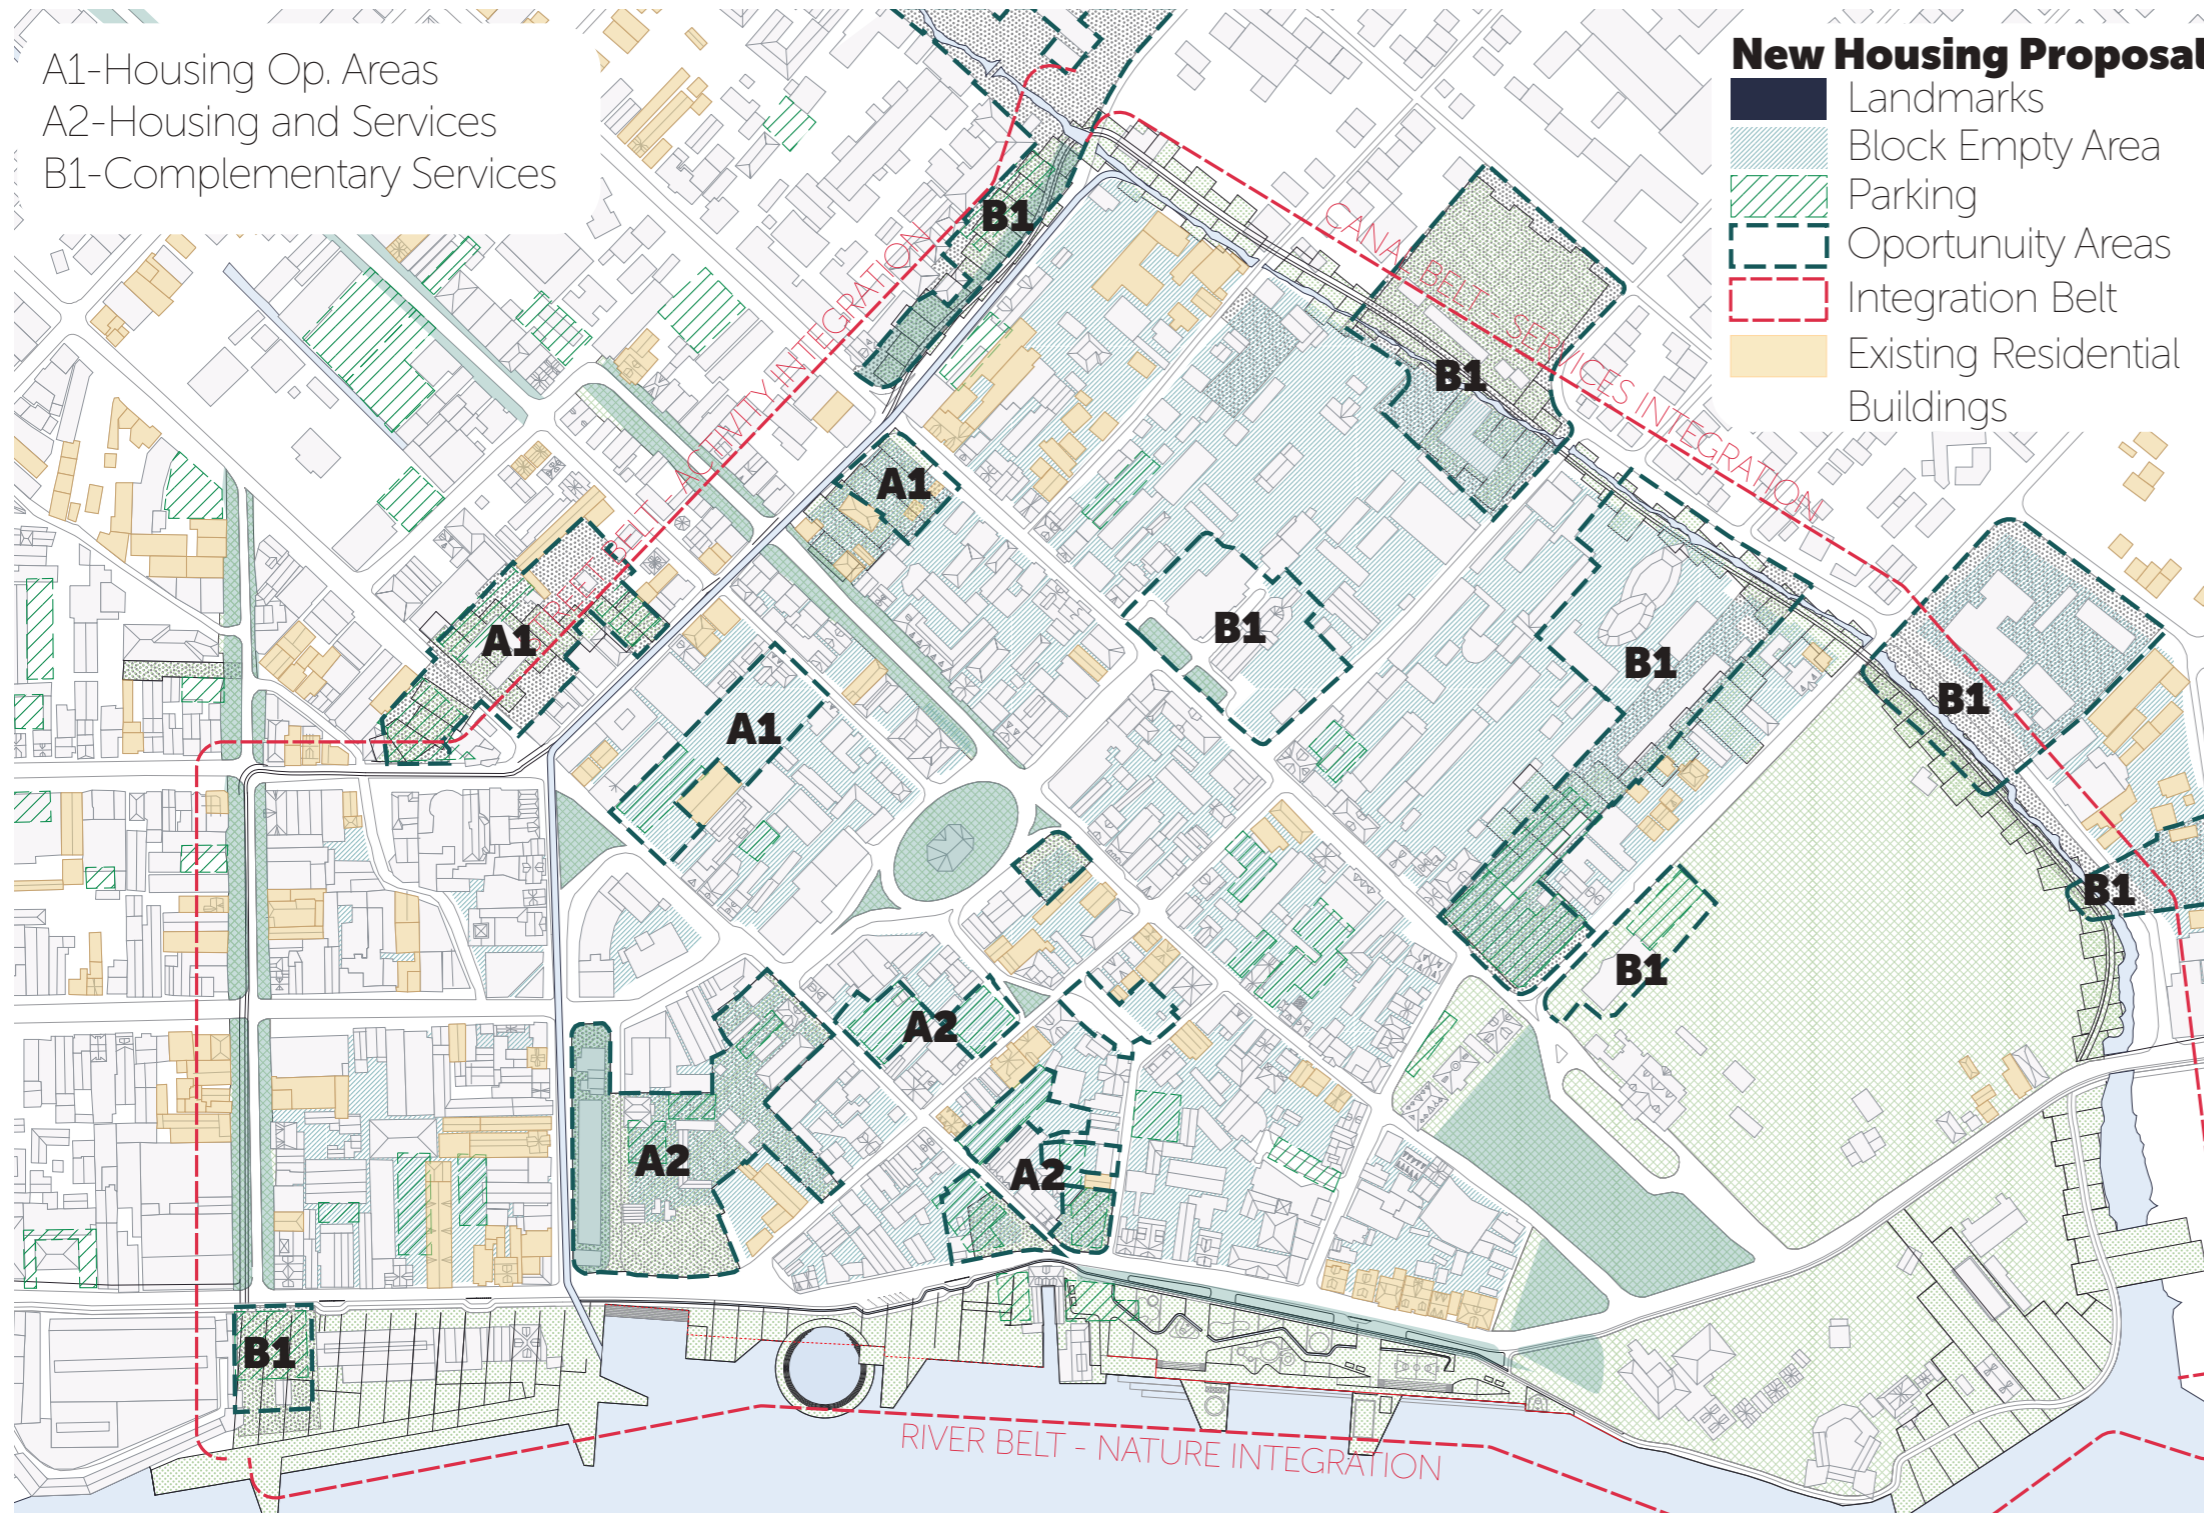 A1-Housing Op. Areas
A2-Housing and Services
B1-Complementary Services
New Housing Proposal
Landmarks
Block Empty Area
Parking
Oportunuity Areas
Integration Belt
Existing Residential
Buildings
B1
CANAL BELT - SERVICES INTEGRATION
BELT - ACTIVITY INTEGRATION
B1
A1
A1
B1
B1
B1
A1
B1
B1
A2
A2
A2
B1
RIVER BELT - NATURE INTEGRATION